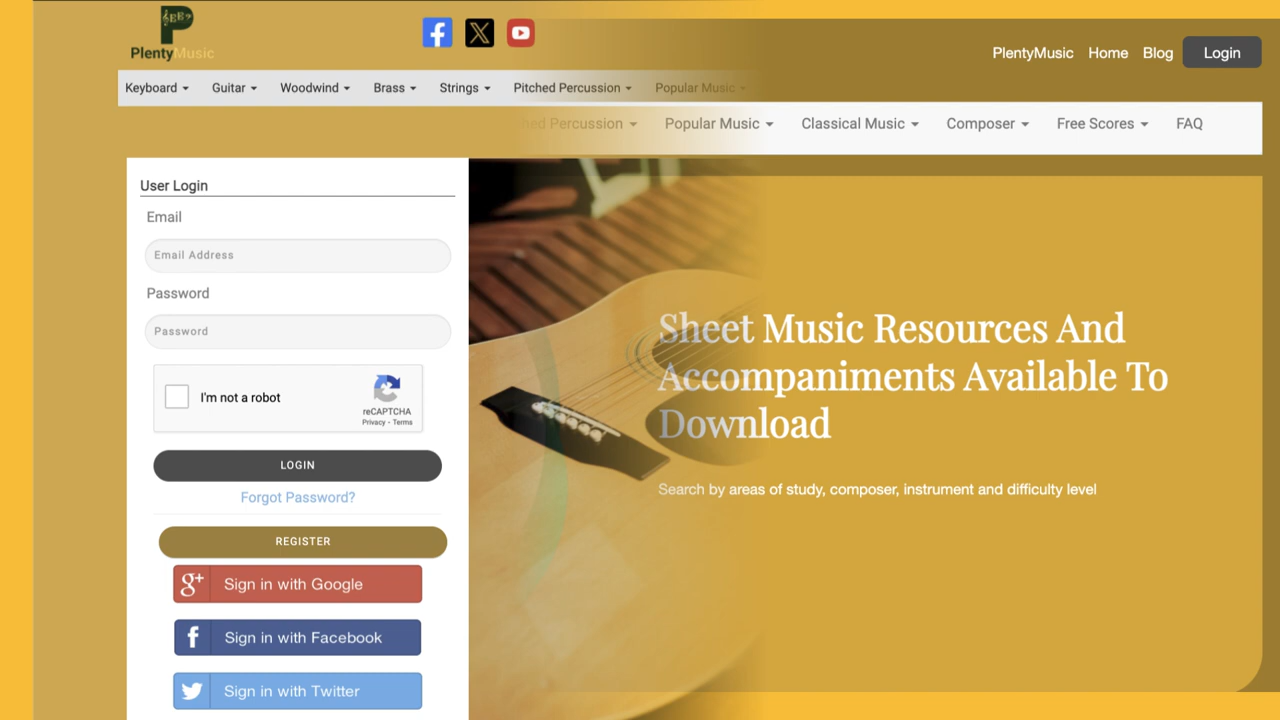 PlentyMusic
PlentyMusic Home Blog Login
Keyboard Guitar Woodwind Brass Strings Pitched Percussion Popular Music
Percussion Popular Music Classical Music Composer Free Scores FAQ
User Login
Email
Email Address
Password
Password
I'm not a robot
reCAPTCHA
Privacy - Terms
LOGIN
Forgot Password?
REGISTER
g+ Sign in with Google
f Sign in with Facebook
Sign in with Twitter
Sheet Music Resources And
Accompaniments Available To
Download
Search by areas of study, composer, instrument and difficulty level